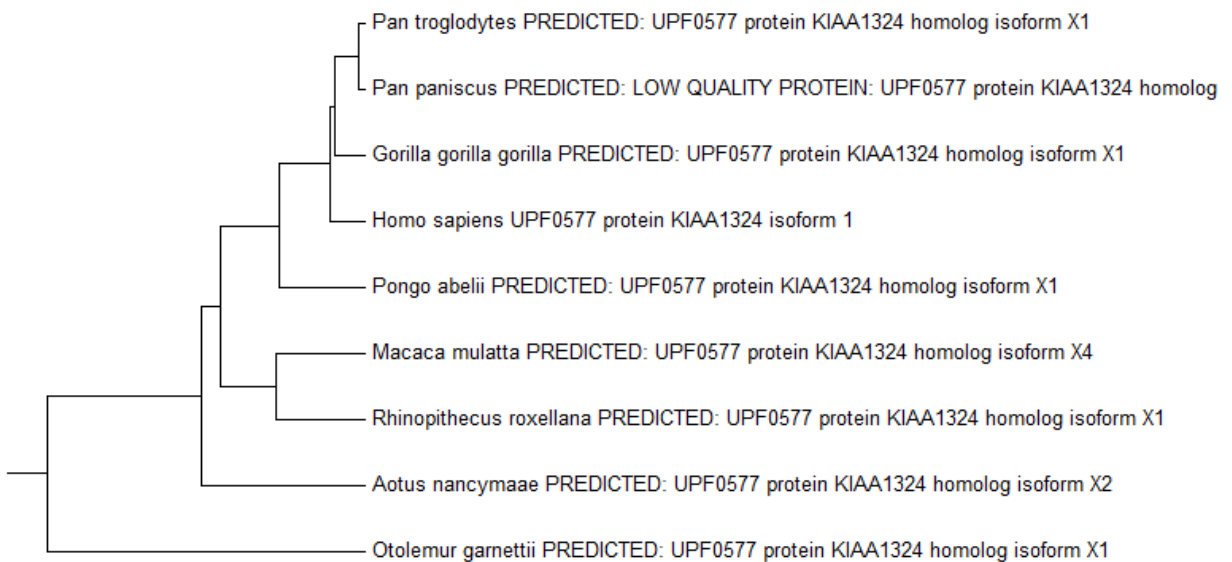 Pan troglodytes PREDICTED: UPF0577 protein KIAA1324 homolog isoform X1
Pan paniscus PREDICTED: LOW QUALITY PROTEIN: UPF0577 protein KIAA1324 homolog
Gorilla gorilla gorilla PREDICTED: UPF0577 protein KIAA1324 homolog isoform X1
Homo sapiens UPF0577 protein KIAA1324 isoform 1
Pongo abelii PREDICTED: UPF0577 protein KIAA1324 homolog isoform X1
Macaca mulatta PREDICTED: UPF0577 protein KIAA1324 homolog isoform X4
Rhinopithecus roxellana PREDICTED: UPF0577 protein KIAA1324 homolog isoform X1
Aotus nancymaae PREDICTED: UPF0577 protein KIAA1324 homolog isoform X2
Otolemur garnettii PREDICTED: UPF0577 protein KIAA1324 homolog isoform X1